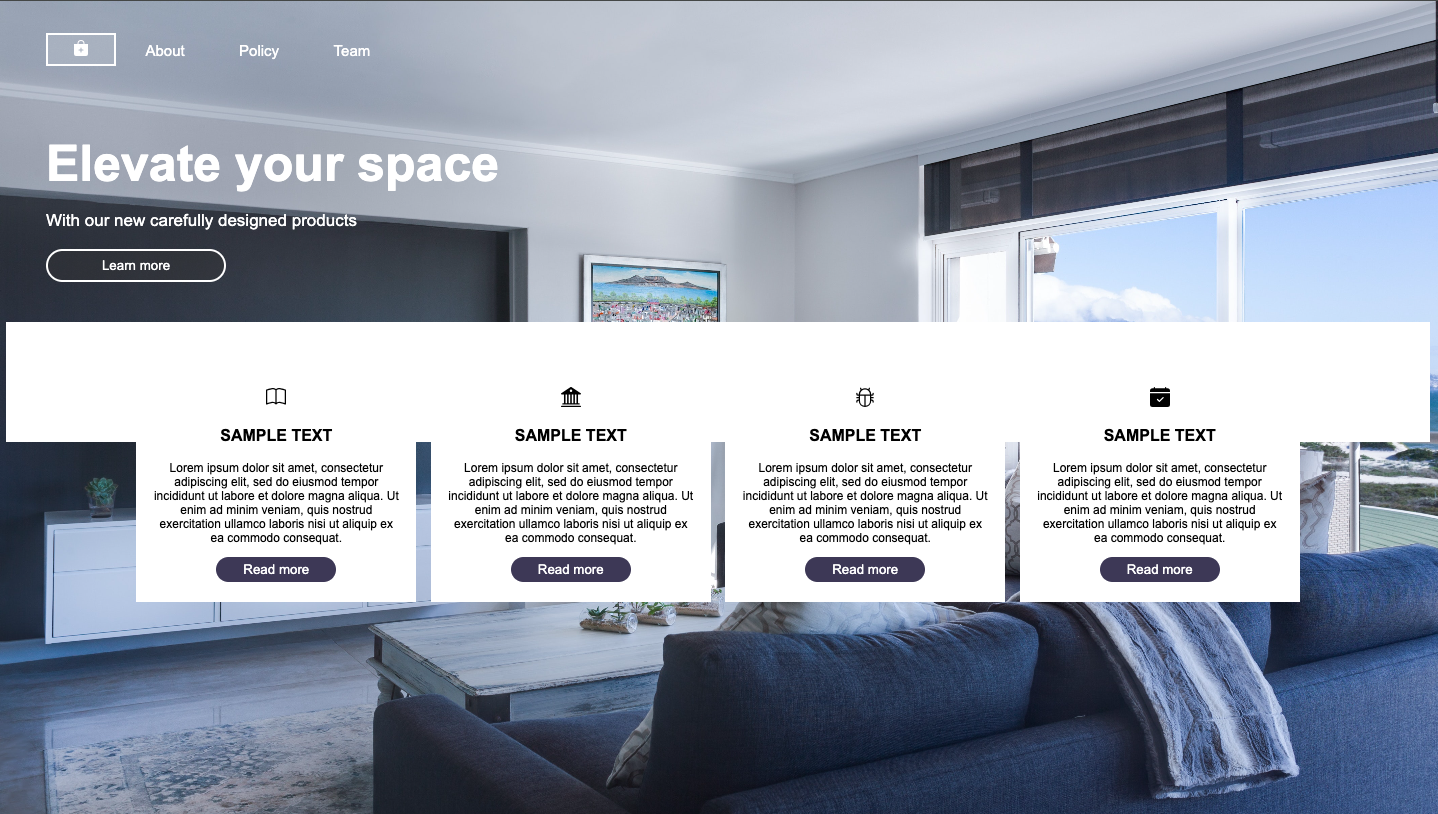 About Policy Team
Elevate your space
With our new carefully designed products
Learn more
SAMPLE TEXT
Lorem ipsum dolor sit amet, consectetur
adipiscing elit, sed do eiusmod tempor
incididunt ut labore et dolore magna aliqua. Ut
enim ad minim veniam, quis nostrud
exercitation ullamco laboris nisi ut aliquip ex
ea commodo consequat.
Read more
SAMPLE TEXT
Lorem ipsum dolor sit amet, consectetur
adipiscing elit, sed do eiusmod tempor
incididunt ut labore et dolore magna aliqua. Ut
enim ad minim veniam, quis nostrud
exercitation ullamco laboris nisi ut aliquip ex
ea commodo consequat.
Read more
SAMPLE TEXT
Lorem ipsum dolor sit amet, consectetur
adipiscing elit, sed do eiusmod tempor
incididunt ut labore et dolore magna aliqua. Ut
enim ad minim veniam, quis nostrud
exercitation ullamco laboris nisi ut aliquip ex
ea commodo consequat.
Read more
SAMPLE TEXT
Lorem ipsum dolor sit amet, consectetur
adipiscing elit, sed do eiusmod tempor
incididunt ut labore et dolore magna aliqua. Ut
enim ad minim veniam, quis nostrud
exercitation ullamco laboris nisi ut aliquip ex
ea commodo consequat.
Read more